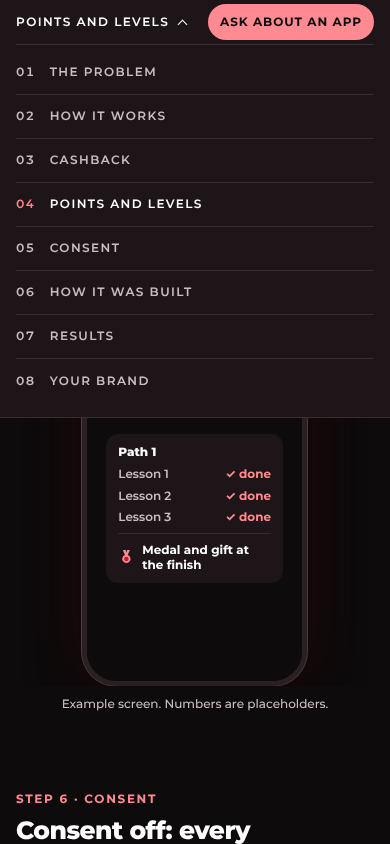 POINTS AND LEVELS
ASK ABOUT AN APP
01 THE PROBLEM
02 HOW IT WORKS
03 CASHBACK
04 POINTS AND LEVELS
05 CONSENT
06 HOW IT WAS BUILT
07 RESULTS
08 YOUR BRAND
Path 1
Lesson 1 ✓ done
Lesson 2 ✓ done
Lesson 3 ✓ done
Medal and gift at
the finish
Example screen. Numbers are placeholders.
STEP 6 · CONSENT
Consent off: every